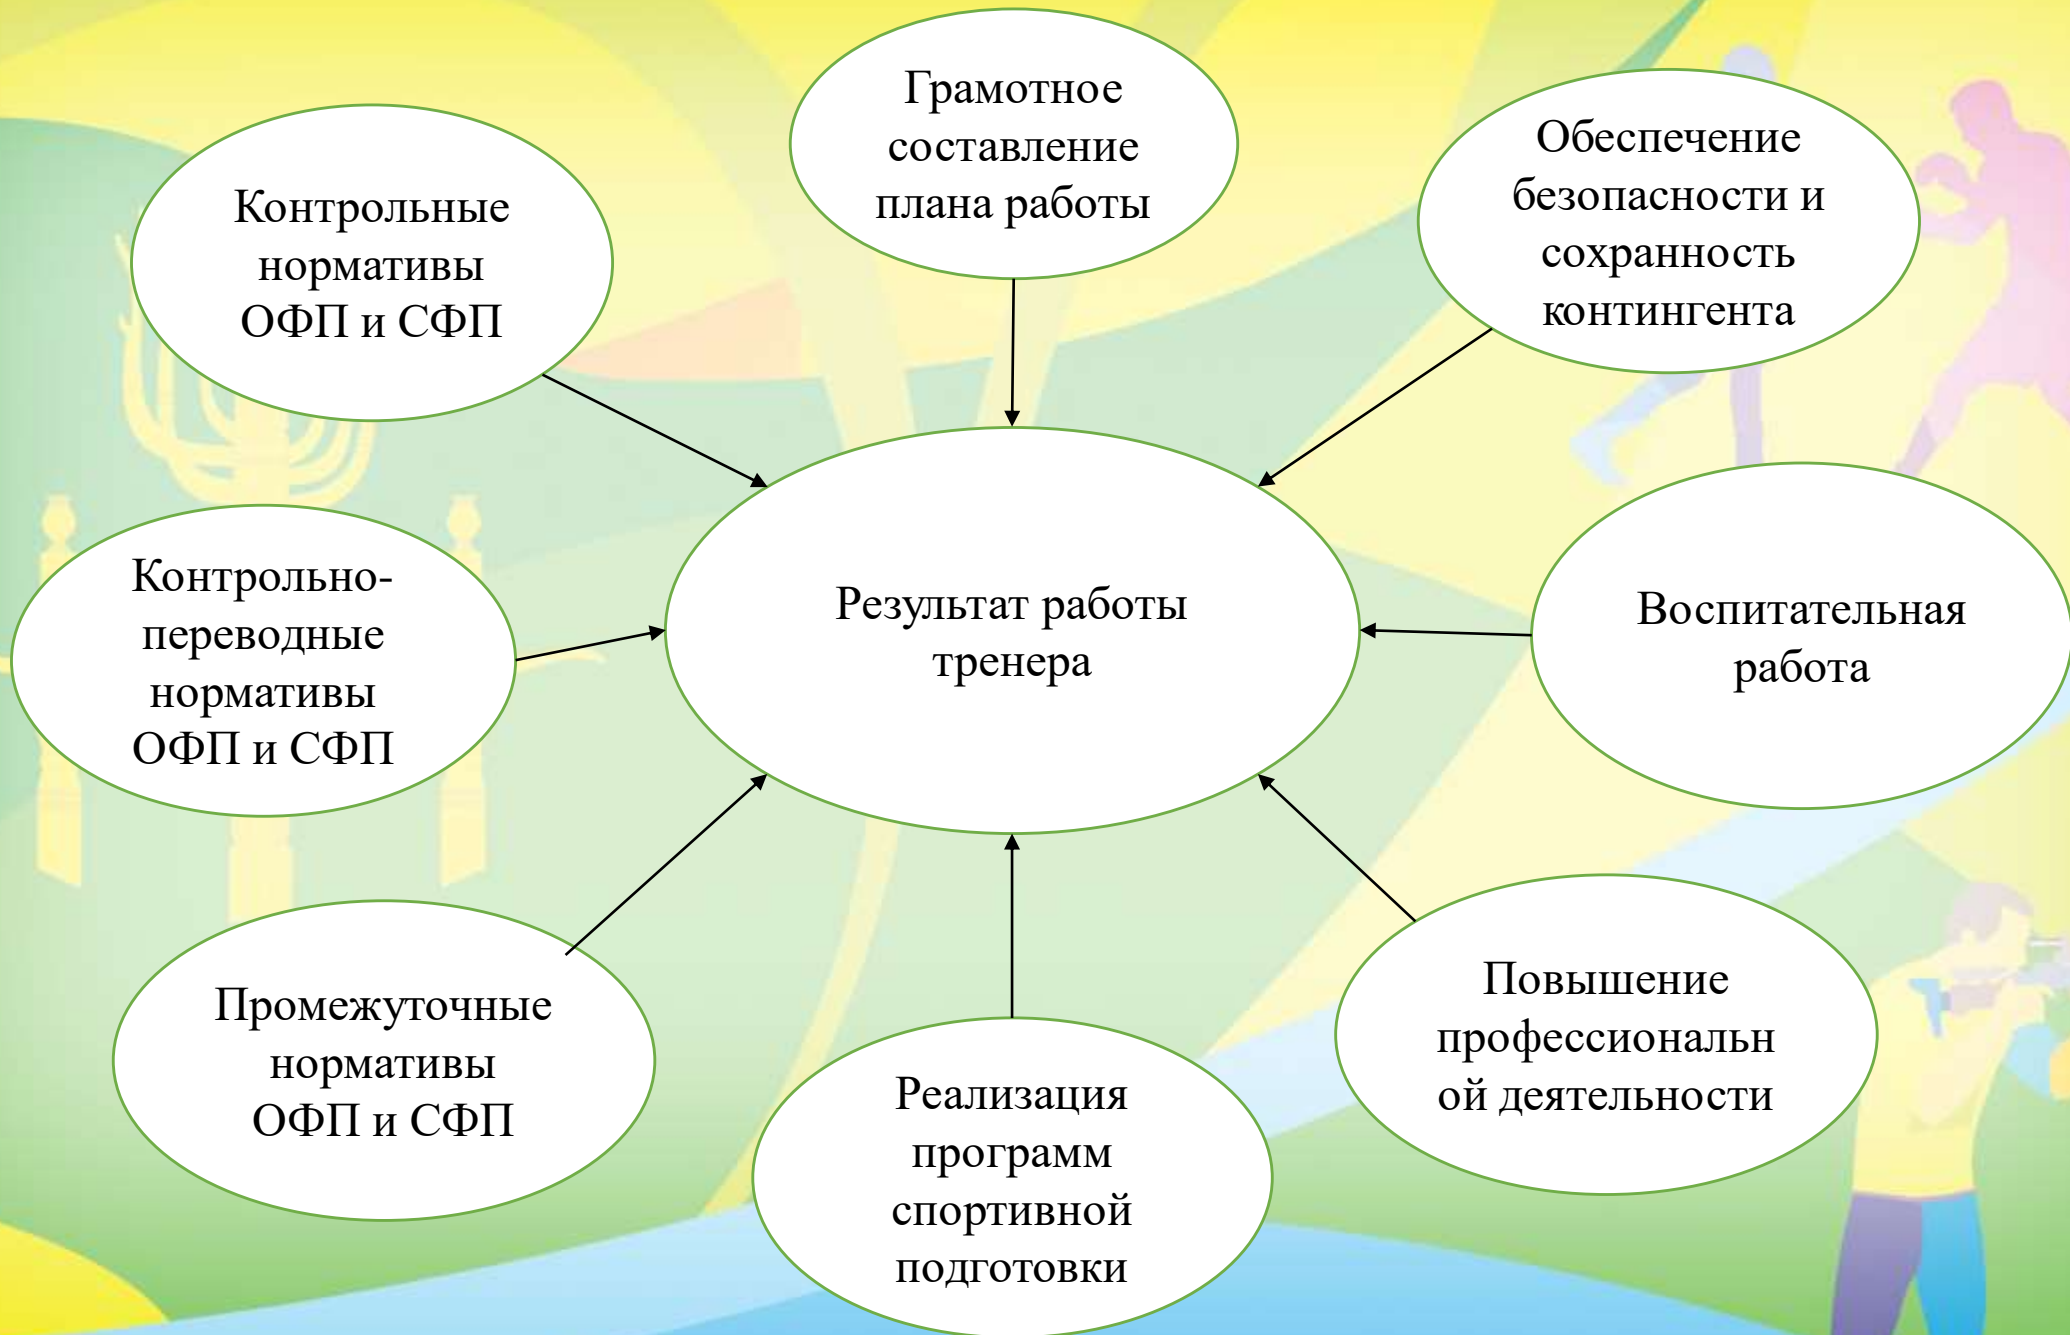 Грамотное
составление
плана работы
Обеспечение
безопасности и
сохранность
контингента
Контрольные
нормативы
ОФП и СФП
Контрольно-
переводные
нормативы
ОФП и СФП
Результат работы
тренера
Воспитательная
работа
Промежуточные
нормативы
ОФП и СФП
Реализация
программ
спортивной
подготовки
Повышение
профессиональн
ой деятельности